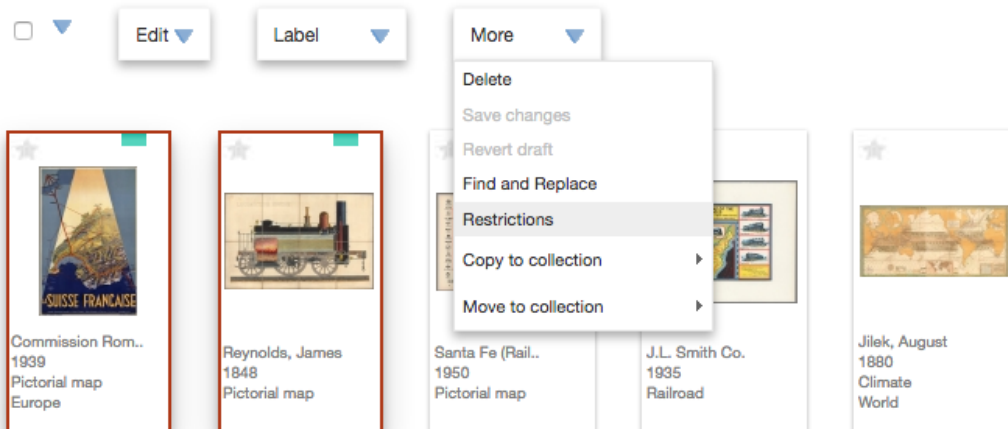 Edit
Label
More
Delete
Save changes
Revert draft
Find and Replace
Restrictions
Copy to collection
Move to collection
SUISSE FRANÇAISE
Commission Rom..
1939
Pictorial map
Europe
Reynolds, James
1848
Pictorial map
Santa Fe (Rail..
1950
Pictorial map
J.L. Smith Co.
1935
Railroad
Jilek, August
1880
Climate
World